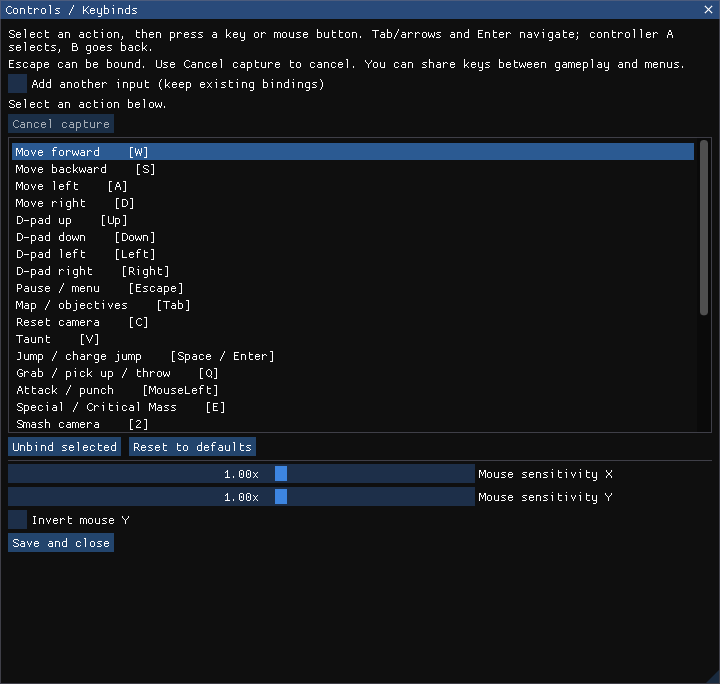 Controls / Keybinds
Select an action, then press a key or mouse button. Tab/arrows and Enter navigate; controller A
selects, B goes back.
Escape can be bound. Use Cancel capture to cancel. You can share keys between gameplay and menus.
Add another input (keep existing bindings)
Select an action below.
Cancel capture
Move forward [W]
Move backward [S]
Move left [A]
Move right [D]
D-pad up [Up]
D-pad down [Down]
D-pad left [Left]
D-pad right [Right]
Pause / menu [Escape]
Map / objectives [Tab]
Reset camera [C]
Taunt [V]
Jump / charge jump [Space / Enter]
Grab / pick up / throw [Q]
Attack / punch [MouseLeft]
Special / Critical Mass [E]
Smash camera [2]
Unbind selected Reset to defaults
1.00x Mouse sensitivity X
1.00x Mouse sensitivity Y
Invert mouse Y
Save and close